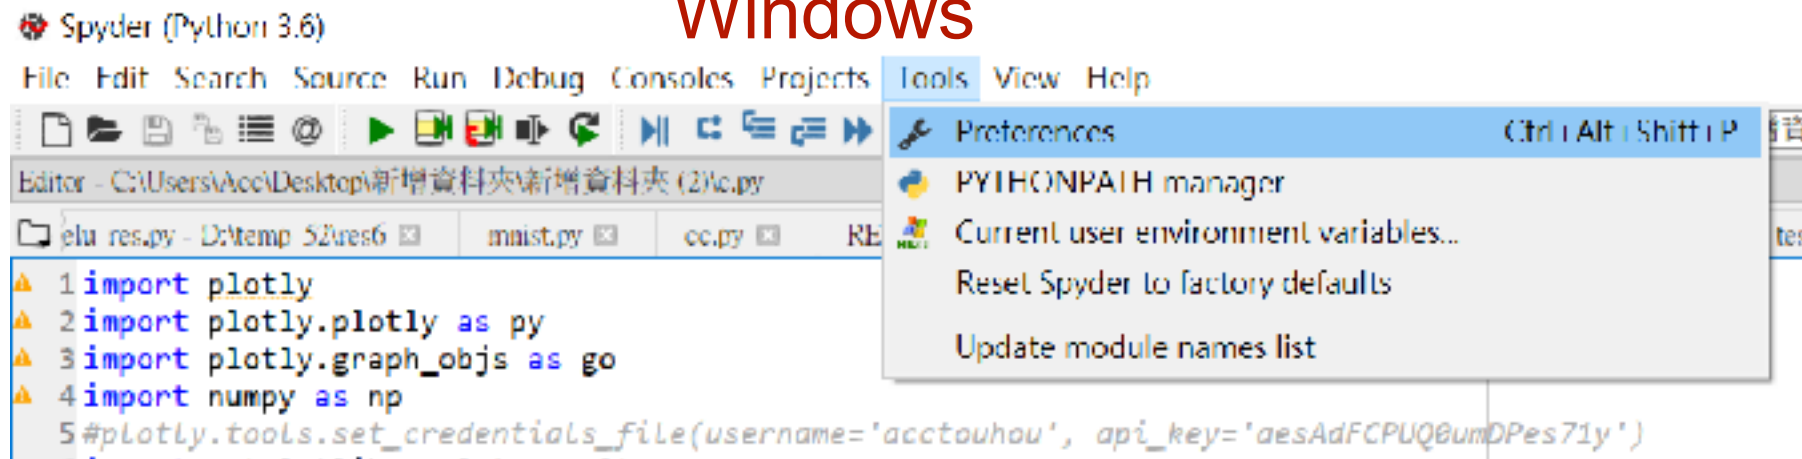 Windows
Spyder (Python 3.6)
File Edit Search Source Run Debug Consoles Projects Tools View Help
Preferences Ctrl+Alt+Shift+P
Editor - C:\Users\Acc\Desktop\新增資料夾\新增資料夾 (2)\c.py
PYTHONPATH manager
elu_res.py - D:\temp_52\res6 mnist.py cc.py RE
Current user environment variables...
tes
1 import plotly
Reset Spyder to factory defaults
2 import plotly.plotly as py
3 import plotly.graph_objs as go
Update module names list
4 import numpy as np
5 #plotly.tools.set_credentials_file(username='acctouhou', api_key='aesAdFCPUQ0umDPes71y')